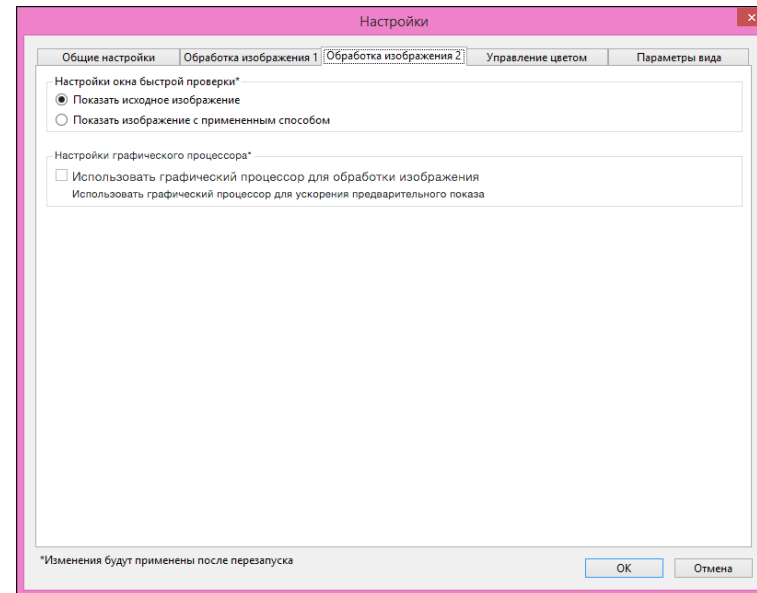 Настройки
Общие настройки Обработка изображения 1 Обработка изображения 2 Управление цветом Параметры вида
Настройки окна быстрой проверки*
Показать исходное изображение
Показать изображение с примененным способом
Настройки графического процессора*
Использовать графический процессор для обработки изображения
Использовать графический процессор для ускорения предварительного показа
*Изменения будут применены после перезапуска
OK Отмена